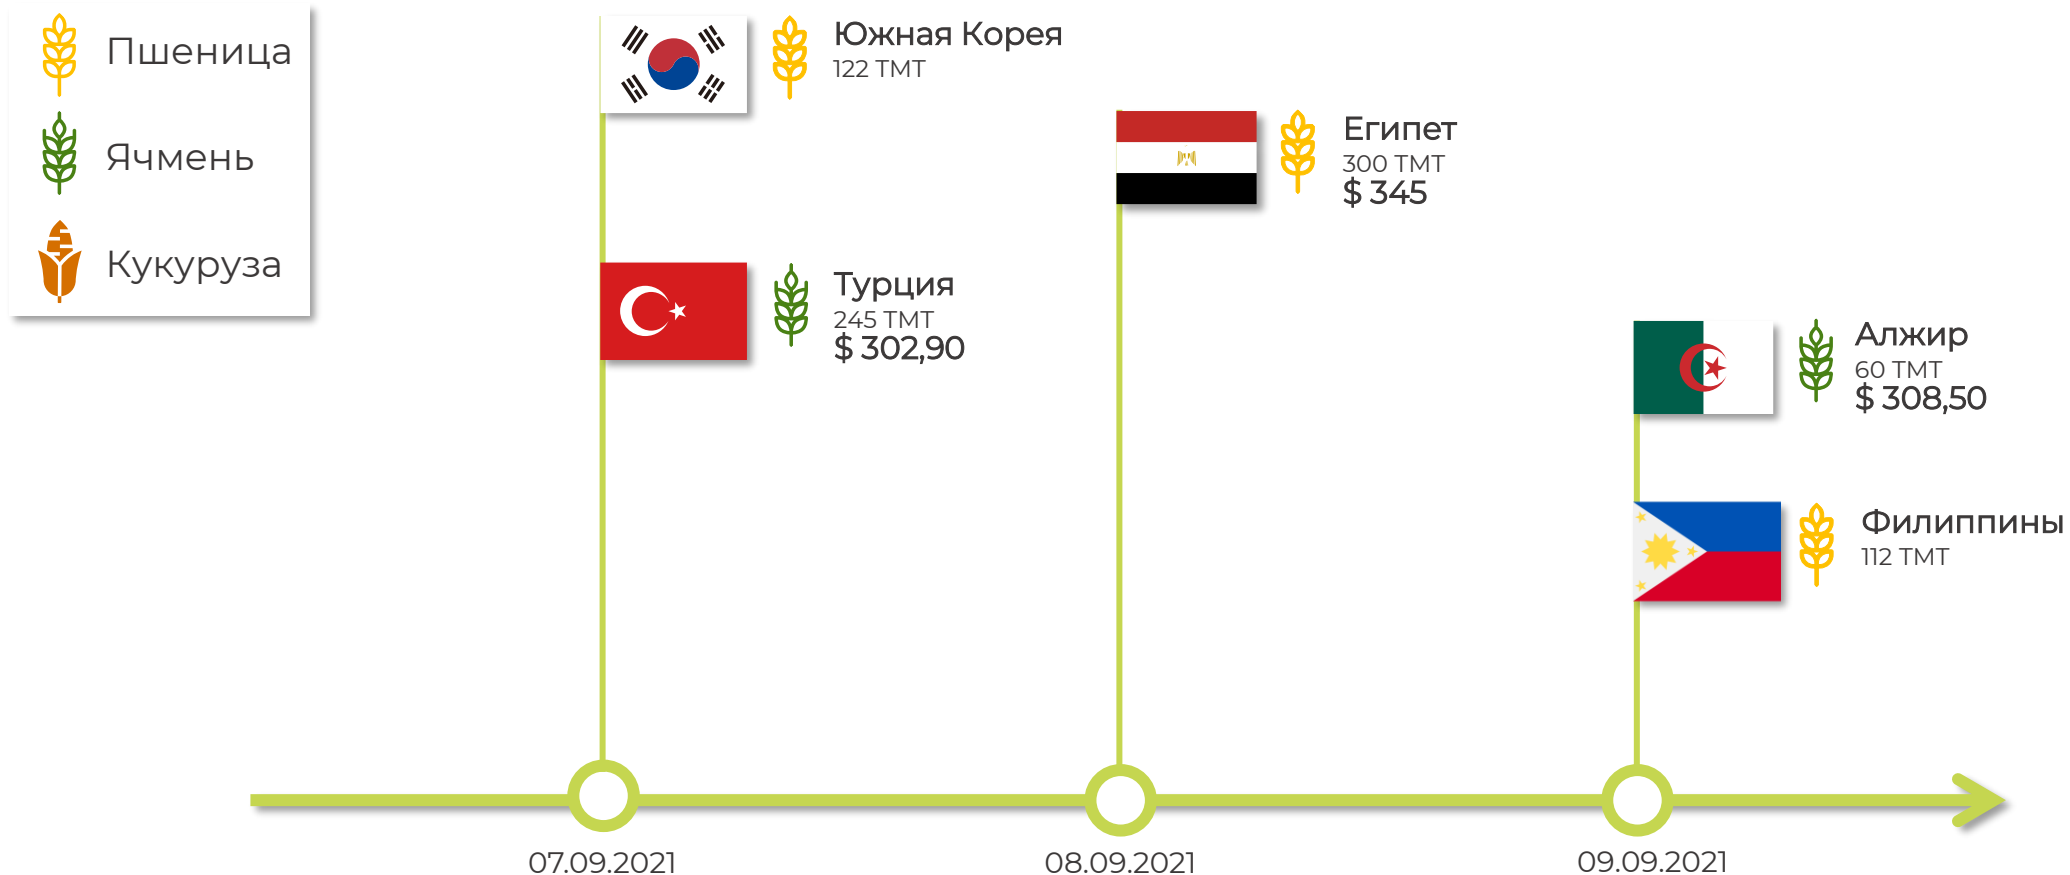 Пшеница
Ячмень
Кукуруза
Южная Корея
122 ТМТ
Турция
245 ТМТ
$ 302,90
Египет
300 ТМТ
$ 345
Алжир
60 ТМТ
$ 308,50
Филиппины
112 ТМТ
07.09.2021
08.09.2021
09.09.2021